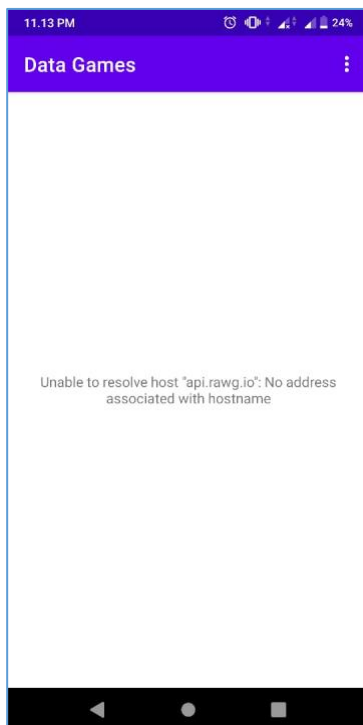 11.13 PM 24%
Data Games
Unable to resolve host "api.rawg.io": No address
associated with hostname